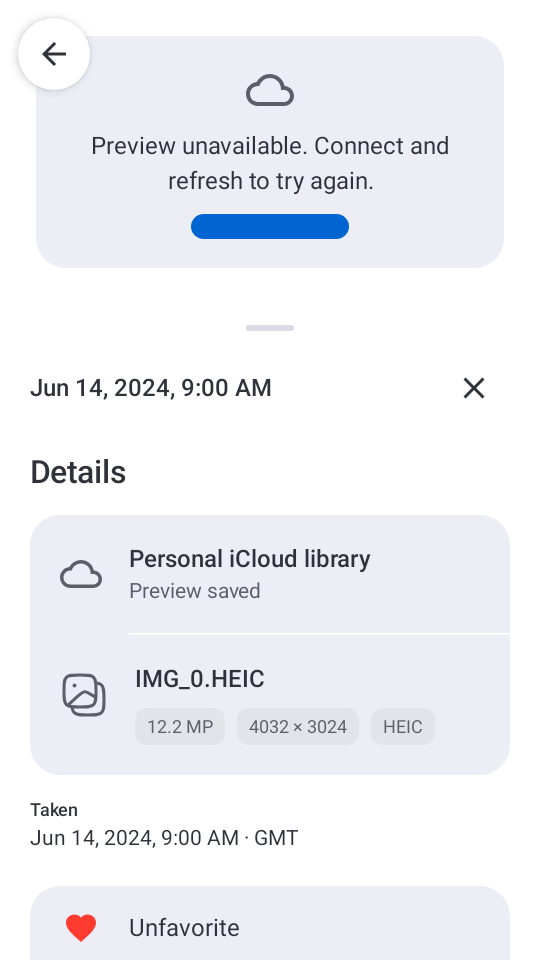 Preview unavailable. Connect and
refresh to try again.
Jun 14, 2024, 9:00 AM
Details
Personal iCloud library
Preview saved
IMG_0.HEIC
12.2 MP 4032 × 3024 HEIC
Taken
Jun 14, 2024, 9:00 AM · GMT
Unfavorite